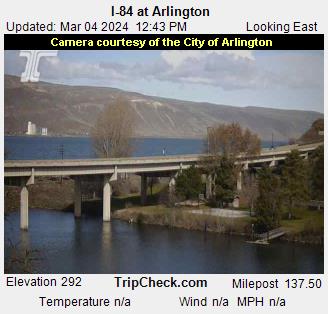 I-84 at Arlington
Updated: Mar 04 2024 12:43 PM Looking East
Camera courtesy of the City of Arlington
Elevation 292 TripCheck.com Milepost 137.50
Temperature n/a Wind n/a MPH n/a